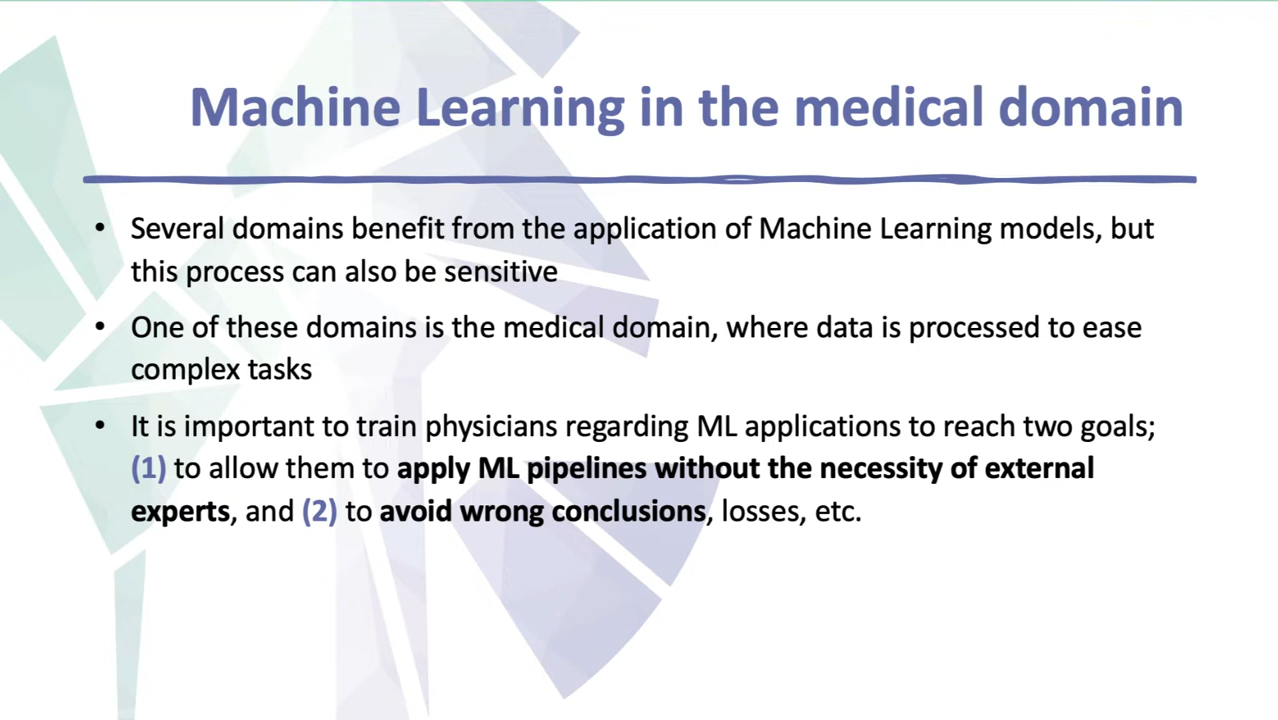 Machine Learning in the medical domain
• Several domains benefit from the application of Machine Learning models, but
this process can also be sensitive
• One of these domains is the medical domain, where data is processed to ease
complex tasks
• It is important to train physicians regarding ML applications to reach two goals;
(1) to allow them to apply ML pipelines without the necessity of external
experts, and (2) to avoid wrong conclusions, losses, etc.